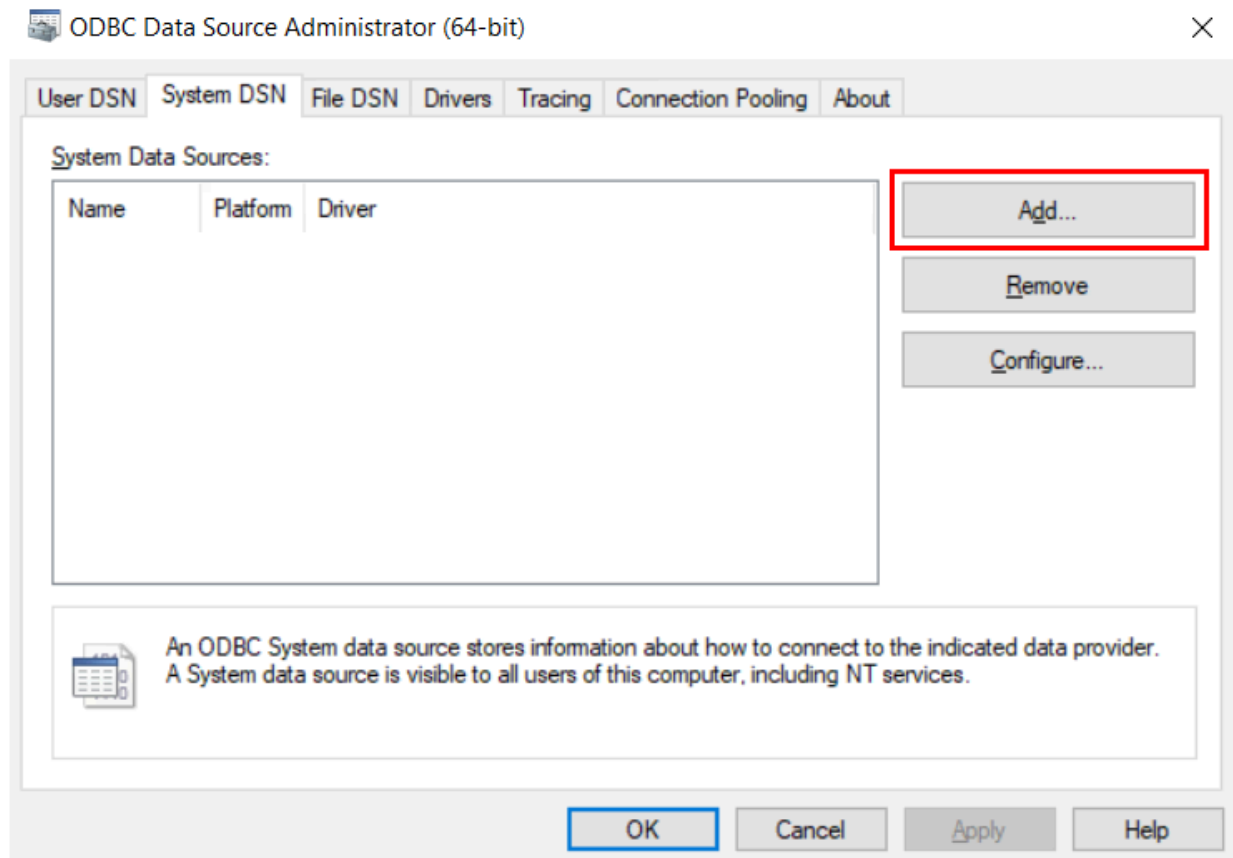 ODBC Data Source Administrator (64-bit)
User DSN System DSN File DSN Drivers Tracing Connection Pooling About
System Data Sources:
Name Platform Driver
Add...
Remove
Configure...
An ODBC System data source stores information about how to connect to the indicated data provider.
A System data source is visible to all users of this computer, including NT services.
OK Cancel Apply Help